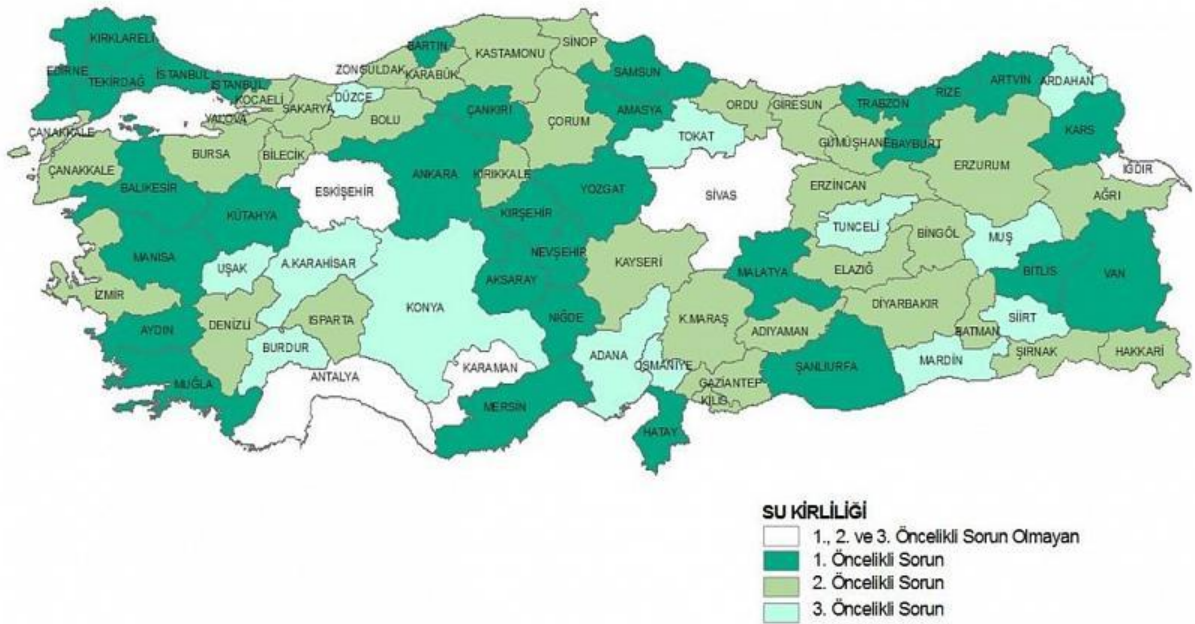 KIRKLARELİ
EDİRNE
TEKİRDAĞ
İSTANBUL
İSTANBUL
KOCAELİ
YALOVA
SAKARYA
DÜZCE
ZONGULDAK
BARTIN
KARABÜK
KASTAMONU
SİNOP
BOLU
ÇANKIRI
ÇORUM
SAMSUN
AMASYA
TOKAT
ORDU
GİRESUN
TRABZON
RİZE
ARTVİN
ARDAHAN
KARS
GÜMÜŞHANE
BAYBURT
ERZURUM
IĞDIR
AĞRI
ÇANAKKALE
ÇANAKKALE
BURSA
BİLECİK
ESKİŞEHİR
ANKARA
KIRIKKALE
YOZGAT
SİVAS
ERZİNCAN
TUNCELİ
BİNGÖL
MUŞ
BALIKESİR
KÜTAHYA
KIRŞEHİR
NEVŞEHİR
KAYSERİ
MALATYA
ELAZIĞ
BİTLİS
VAN
MANİSA
UŞAK
A.KARAHİSAR
KONYA
AKSARAY
NİĞDE
K.MARAŞ
ADIYAMAN
DİYARBAKIR
BATMAN
SİİRT
ŞIRNAK
HAKKARİ
İZMİR
AYDIN
DENİZLİ
ISPARTA
BURDUR
ANTALYA
KARAMAN
MERSİN
ADANA
OSMANİYE
GAZİANTEP
KİLİS
ŞANLIURFA
MARDİN
MUĞLA
HATAY
SU KİRLİLİĞİ
1., 2. ve 3. Öncelikli Sorun Olmayan
1. Öncelikli Sorun
2. Öncelikli Sorun
3. Öncelikli Sorun